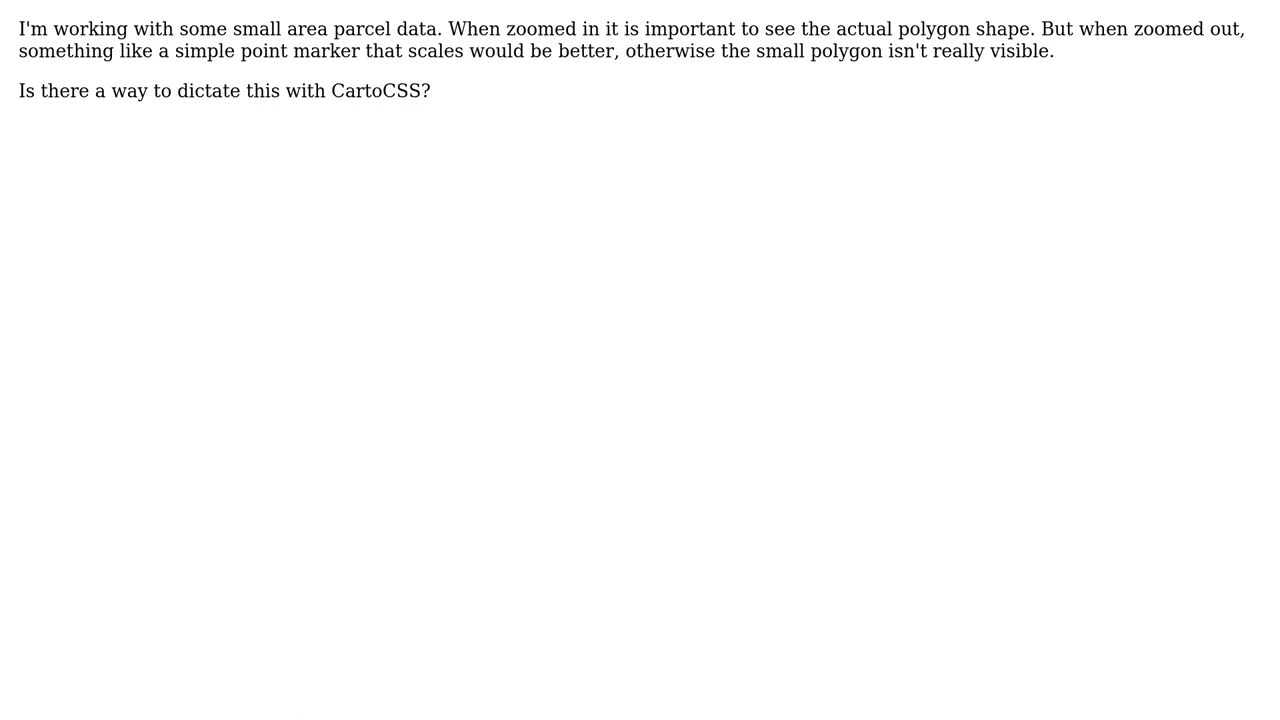 I'm working with some small area parcel data. When zoomed in it is important to see the actual polygon shape. But when zoomed out,
something like a simple point marker that scales would be better, otherwise the small polygon isn't really visible.
Is there a way to dictate this with CartoCSS?